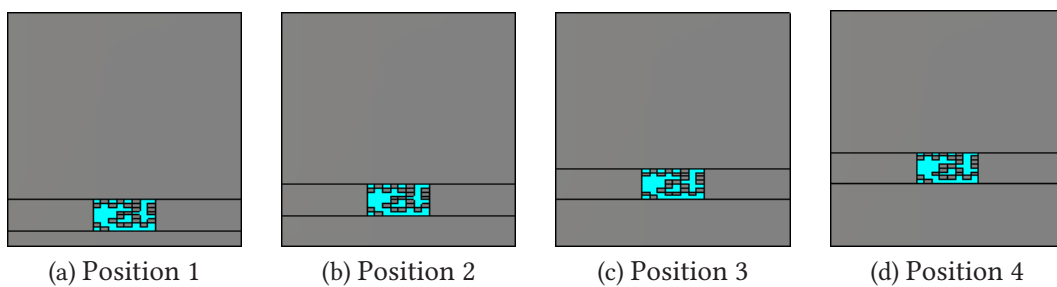 (a) Position 1
(b) Position 2
(c) Position 3
(d) Position 4